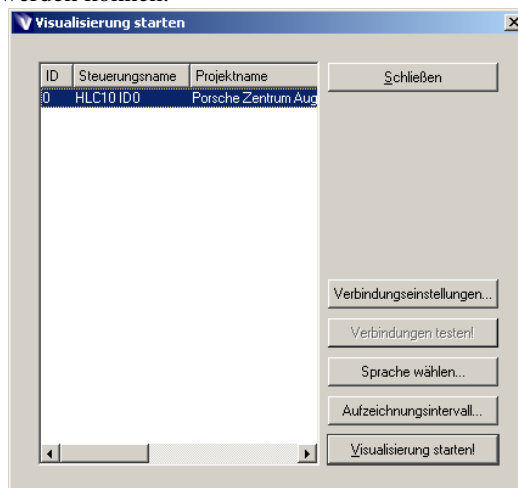 Visualisierung starten
ID Steuerungsname Projektname
0 HLC10 ID0 Porsche Zentrum Aug
Schließen
Verbindungseinstellungen...
Verbindungen testen!
Sprache wählen...
Aufzeichnungsintervall...
Visualisierung starten!